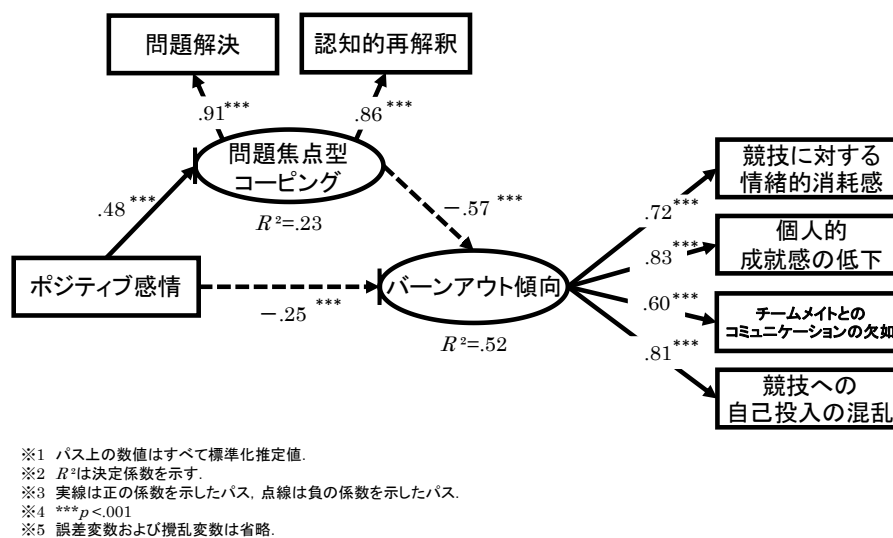 問題解決
認知的再解釈
.91***
.86***
問題焦点型
コーピング
.48***
R²=.23
−.57***
ポジティブ感情
−.25***
バーンアウト傾向
R²=.52
競技に対する
情緒的消耗感
.72***
個人的
成就感の低下
.83***
チームメイトとの
コミュニケーションの欠如
.60***
競技への
自己投入の混乱
.81***
※1 パス上の数値はすべて標準化推定値.
※2 R²は決定係数を示す.
※3 実線は正の係数を示したパス, 点線は負の係数を示したパス.
※4 ***p<.001
※5 誤差変数および攪乱変数は省略.